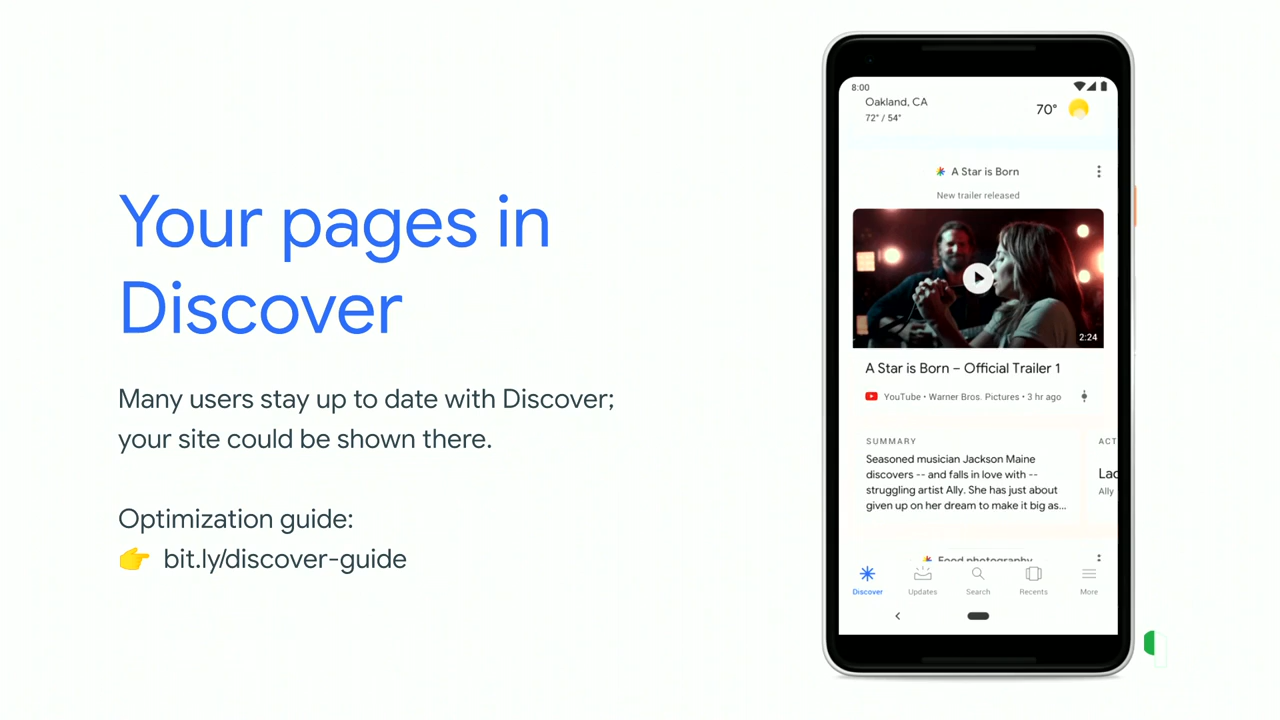 Your pages in
Discover
Many users stay up to date with Discover;
your site could be shown there.
Optimization guide:
👉 bit.ly/discover-guide
8:00
Oakland, CA
72° / 54°
70°
A Star is Born
New trailer released
2:24
A Star is Born – Official Trailer 1
YouTube • Warner Bros. Pictures • 3 hr ago
SUMMARY
Seasoned musician Jackson Maine
discovers -- and falls in love with --
struggling artist Ally. She has just about
given up on her dream to make it big as...
ACT
Lad
Ally
Food photography
Discover Updates Search Recents More